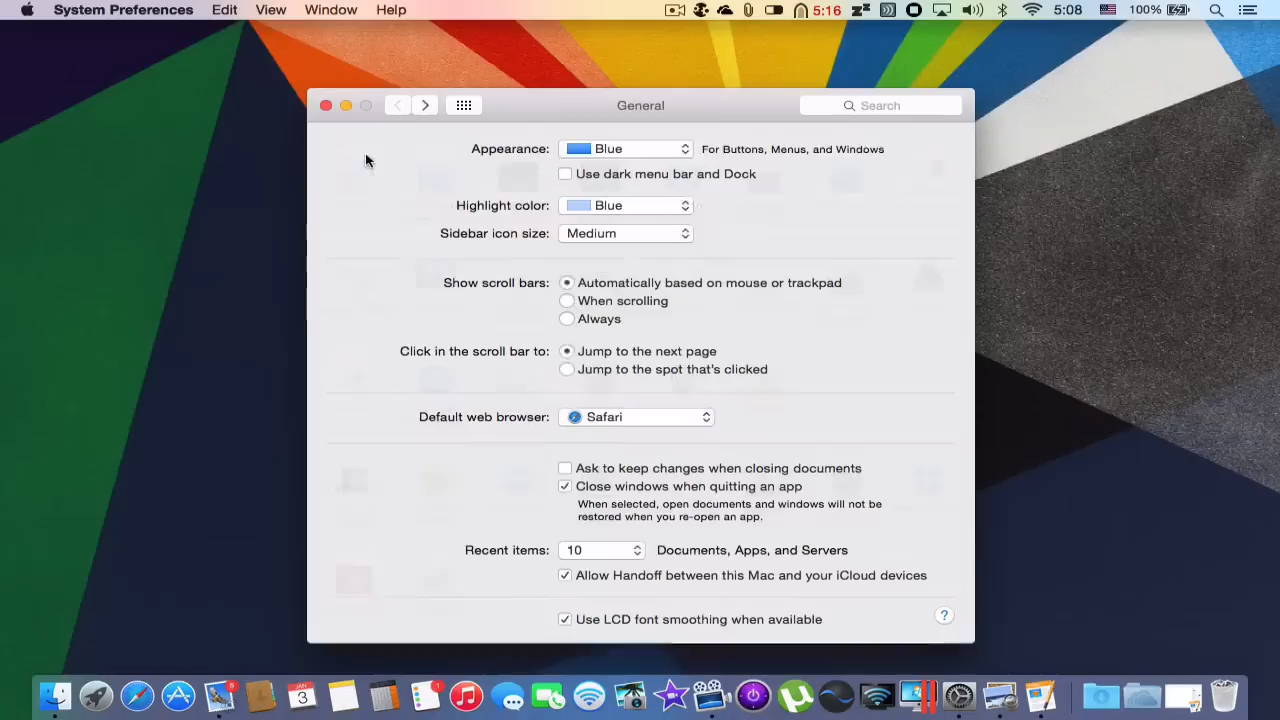 System Preferences Edit View Window Help 5:16 5:08 100%
General Search
Appearance: Blue For Buttons, Menus, and Windows
Use dark menu bar and Dock
Highlight color: Blue
Sidebar icon size: Medium
Show scroll bars: Automatically based on mouse or trackpad
When scrolling
Always
Click in the scroll bar to: Jump to the next page
Jump to the spot that's clicked
Default web browser: Safari
Ask to keep changes when closing documents
Close windows when quitting an app
When selected, open documents and windows will not be
restored when you re-open an app.
Recent items: 10 Documents, Apps, and Servers
Allow Handoff between this Mac and your iCloud devices
Use LCD font smoothing when available ?
5 JAN 3 1